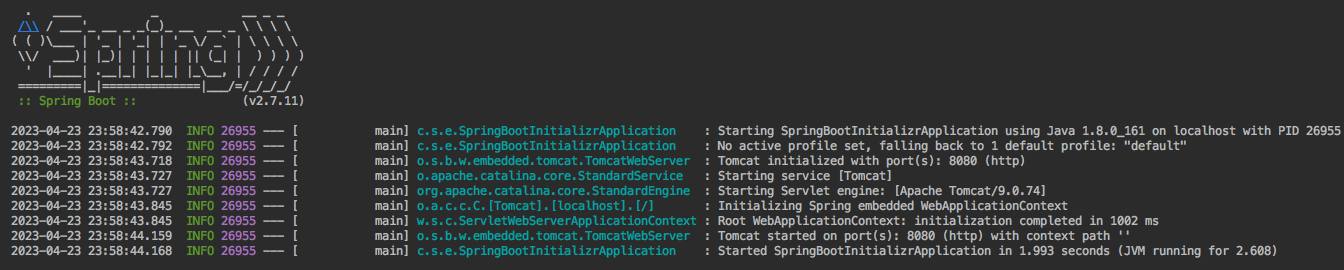 .   ____          _            __ _ _
 /\\ / ___'_ __ _ _(_)_ __  __ _ \ \ \ \
( ( )\___ | '_ | '_| | '_ \/ _` | \ \ \ \
 \\/  ___)| |_)| | | | | || (_| |  ) ) ) )
  '  |____| .__|_| |_|_| |_\__, | / / / /
 =========|_|==============|___/=/_/_/_/
 :: Spring Boot ::               (v2.7.11)
2023-04-23 23:58:42.790  INFO 26955 --- [           main] c.s.e.SpringBootInitializrApplication    : Starting SpringBootInitializrApplication using Java 1.8.0_161 on localhost with PID 26955
2023-04-23 23:58:42.792  INFO 26955 --- [           main] c.s.e.SpringBootInitializrApplication    : No active profile set, falling back to 1 default profile: "default"
2023-04-23 23:58:43.718  INFO 26955 --- [           main] o.s.b.w.embedded.tomcat.TomcatWebServer  : Tomcat initialized with port(s): 8080 (http)
2023-04-23 23:58:43.727  INFO 26955 --- [           main] o.apache.catalina.core.StandardService   : Starting service [Tomcat]
2023-04-23 23:58:43.727  INFO 26955 --- [           main] org.apache.catalina.core.StandardEngine  : Starting Servlet engine: [Apache Tomcat/9.0.74]
2023-04-23 23:58:43.845  INFO 26955 --- [           main] o.a.c.c.C.[Tomcat].[localhost].[/]       : Initializing Spring embedded WebApplicationContext
2023-04-23 23:58:43.845  INFO 26955 --- [           main] w.s.c.ServletWebServerApplicationContext : Root WebApplicationContext: initialization completed in 1002 ms
2023-04-23 23:58:44.159  INFO 26955 --- [           main] o.s.b.w.embedded.tomcat.TomcatWebServer  : Tomcat started on port(s): 8080 (http) with context path ''
2023-04-23 23:58:44.168  INFO 26955 --- [           main] c.s.e.SpringBootInitializrApplication    : Started SpringBootInitializrApplication in 1.993 seconds (JVM running for 2.608)